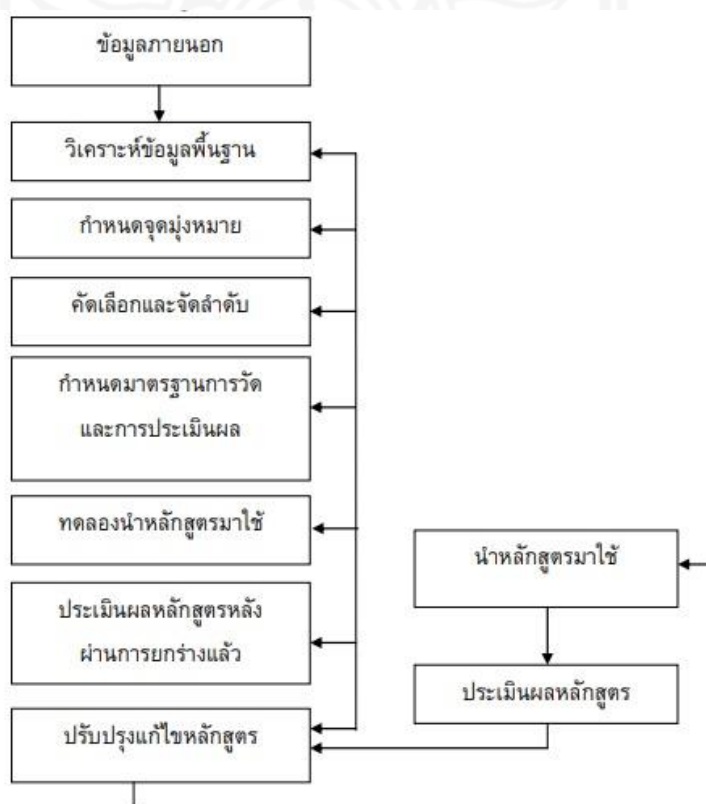 ข้อมูลภายนอก
วิเคราะห์ข้อมูลพื้นฐาน
กำหนดจุดมุ่งหมาย
คัดเลือกและจัดลำดับ
กำหนดมาตรฐานการวัด
และการประเมินผล
ทดลองนำหลักสูตรมาใช้
ประเมินผลหลักสูตรหลัง
ผ่านการยกร่างแล้ว
ปรับปรุงแก้ไขหลักสูตร
นำหลักสูตรมาใช้
ประเมินผลหลักสูตร